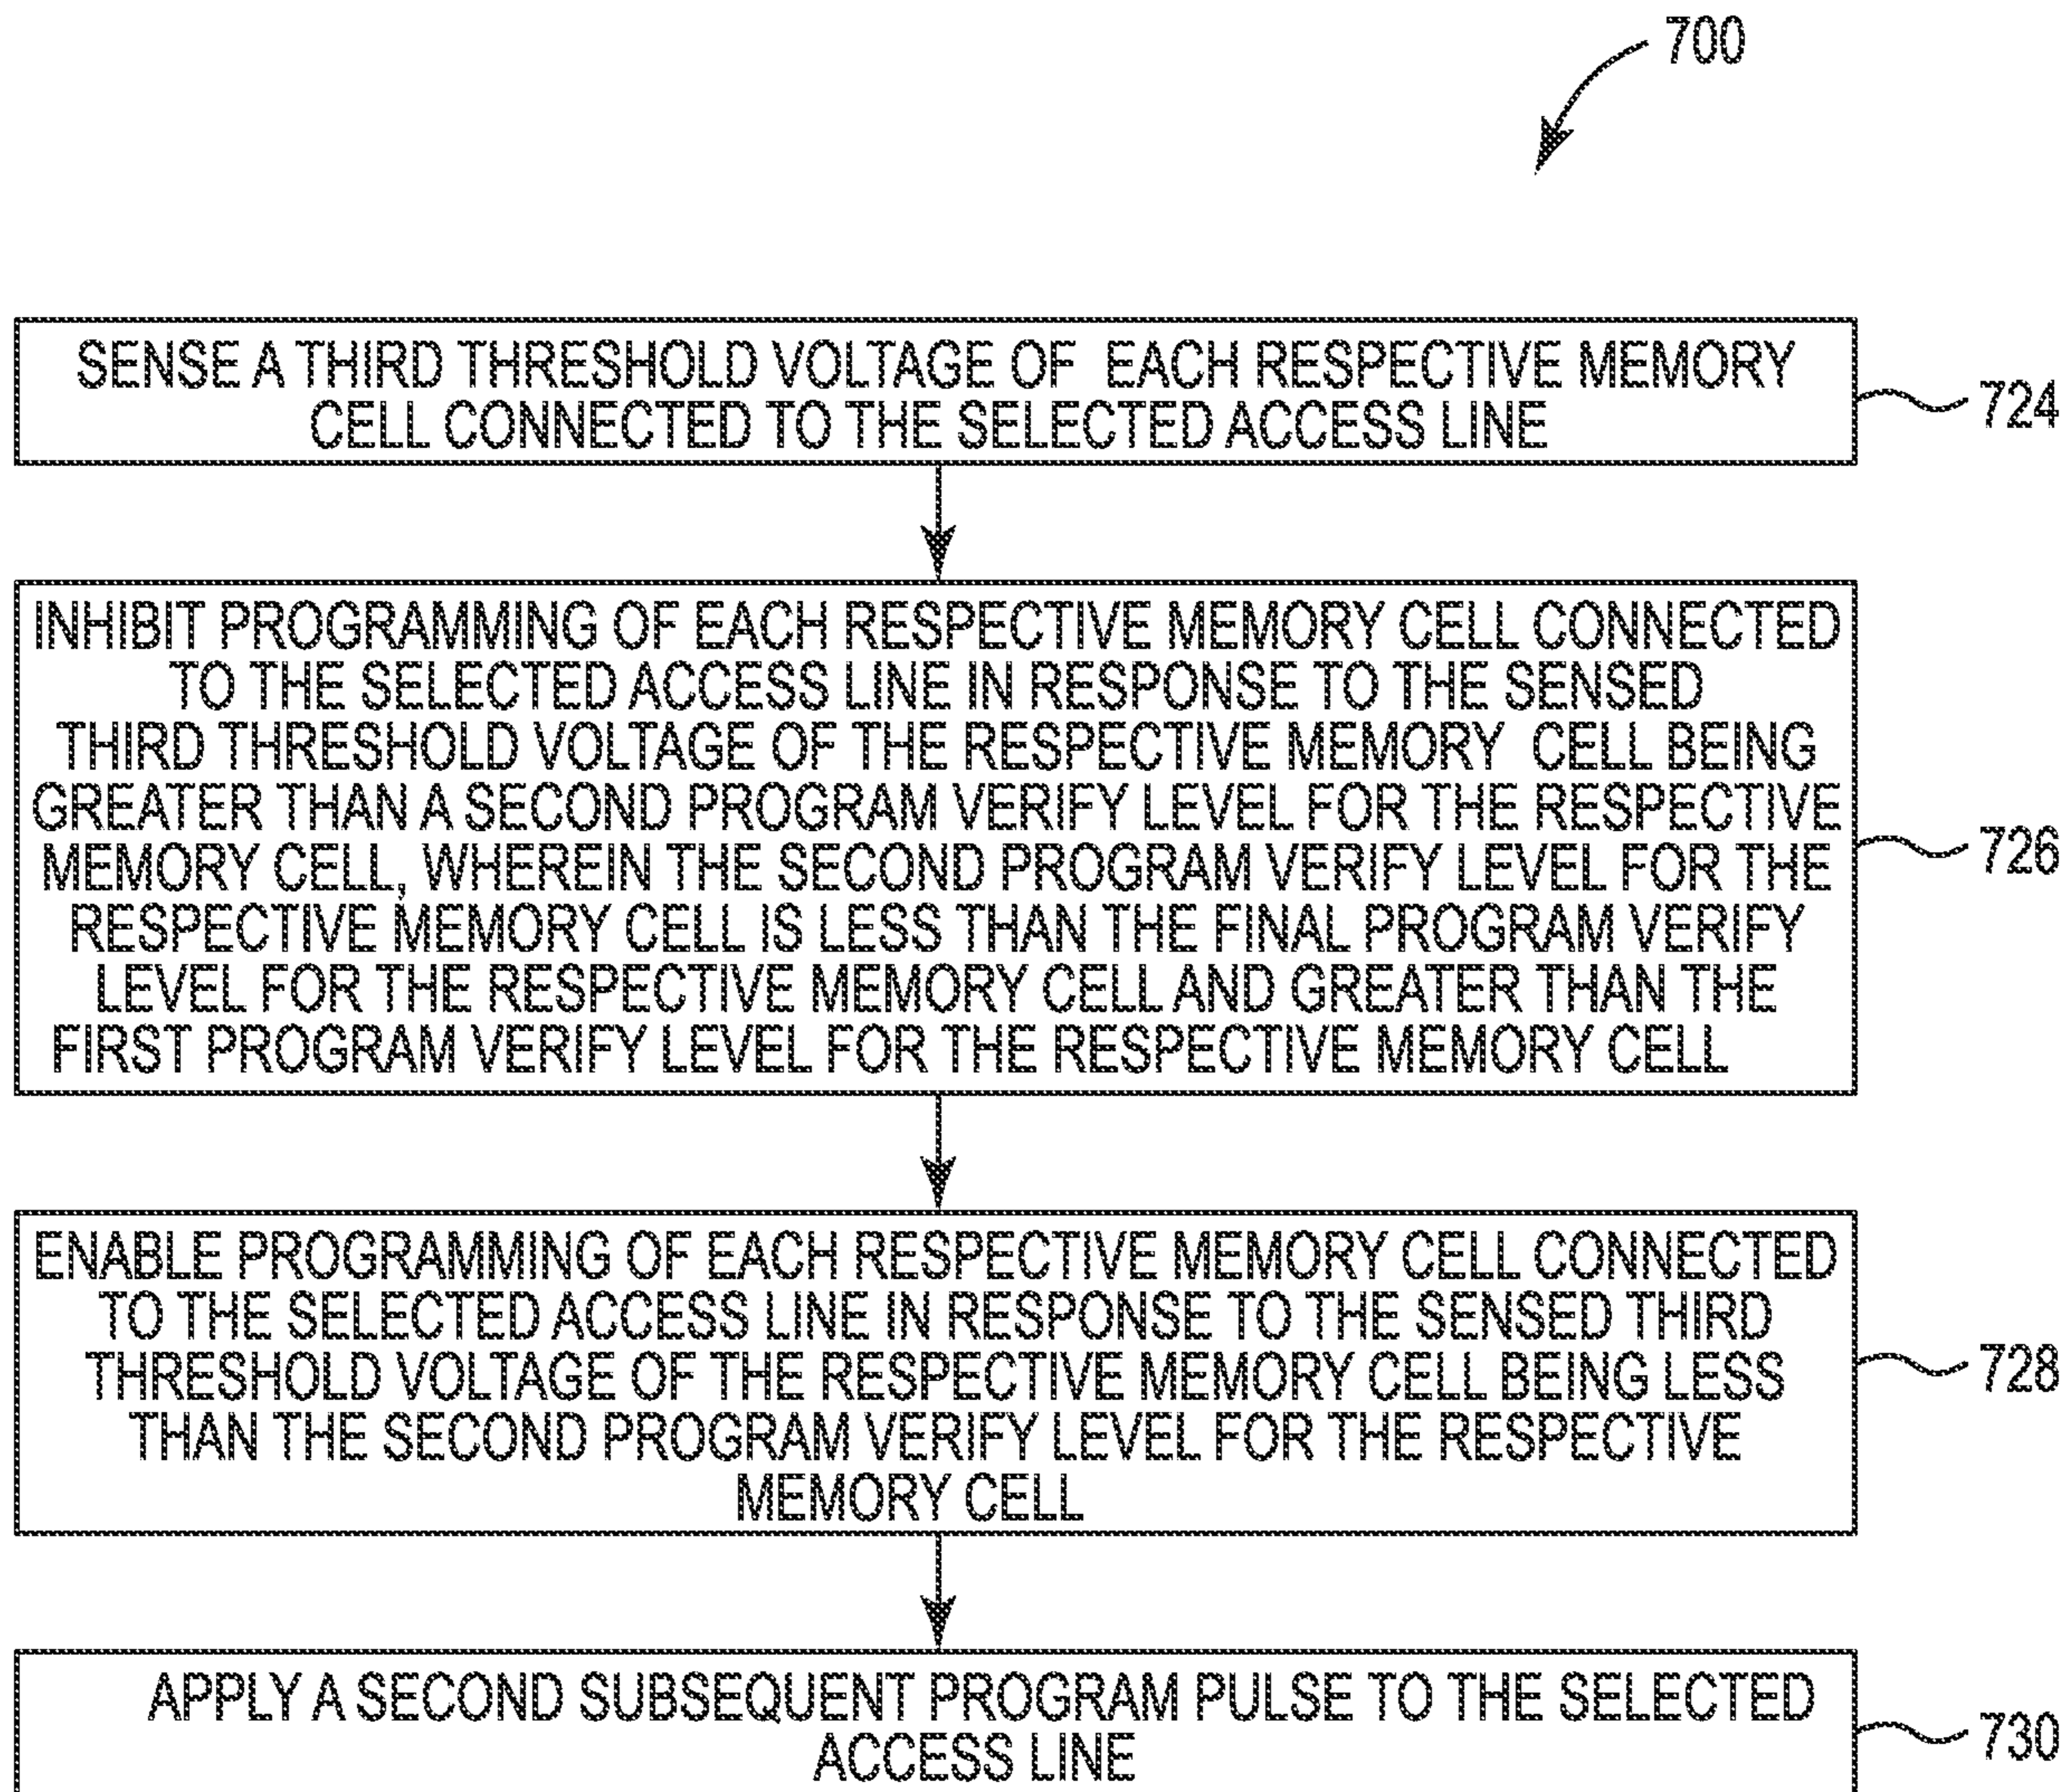 700
SENSE A THIRD THRESHOLD VOLTAGE OF EACH RESPECTIVE MEMORY
CELL CONNECTED TO THE SELECTED ACCESS LINE
724
INHIBIT PROGRAMMING OF EACH RESPECTIVE MEMORY CELL CONNECTED
TO THE SELECTED ACCESS LINE IN RESPONSE TO THE SENSED
THIRD THRESHOLD VOLTAGE OF THE RESPECTIVE MEMORY CELL BEING
GREATER THAN A SECOND PROGRAM VERIFY LEVEL FOR THE RESPECTIVE
MEMORY CELL, WHEREIN THE SECOND PROGRAM VERIFY LEVEL FOR THE
RESPECTIVE MEMORY CELL IS LESS THAN THE FINAL PROGRAM VERIFY
LEVEL FOR THE RESPECTIVE MEMORY CELL AND GREATER THAN THE
FIRST PROGRAM VERIFY LEVEL FOR THE RESPECTIVE MEMORY CELL
726
ENABLE PROGRAMMING OF EACH RESPECTIVE MEMORY CELL CONNECTED
TO THE SELECTED ACCESS LINE IN RESPONSE TO THE SENSED THIRD
THRESHOLD VOLTAGE OF THE RESPECTIVE MEMORY CELL BEING LESS
THAN THE SECOND PROGRAM VERIFY LEVEL FOR THE RESPECTIVE
MEMORY CELL
728
APPLY A SECOND SUBSEQUENT PROGRAM PULSE TO THE SELECTED
ACCESS LINE
730